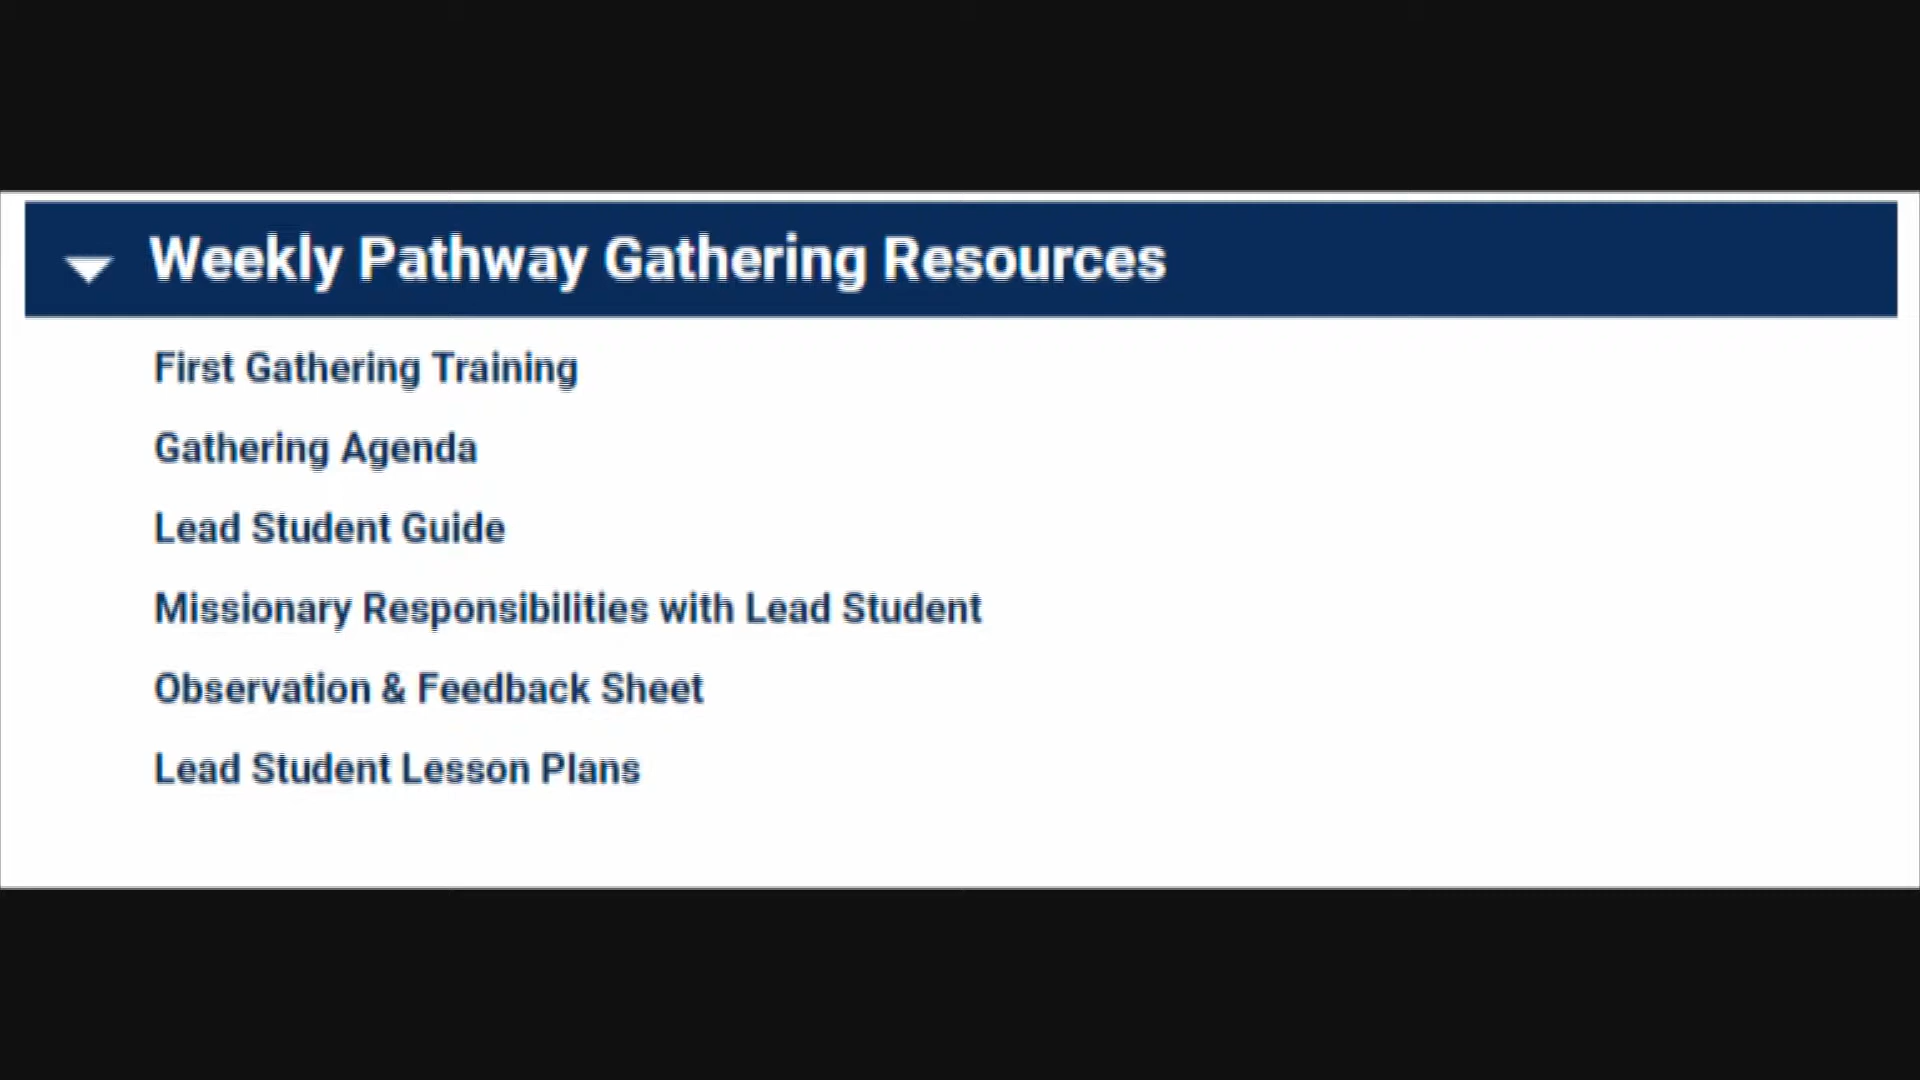 Weekly Pathway Gathering Resources
First Gathering Training
Gathering Agenda
Lead Student Guide
Missionary Responsibilities with Lead Student
Observation & Feedback Sheet
Lead Student Lesson Plans